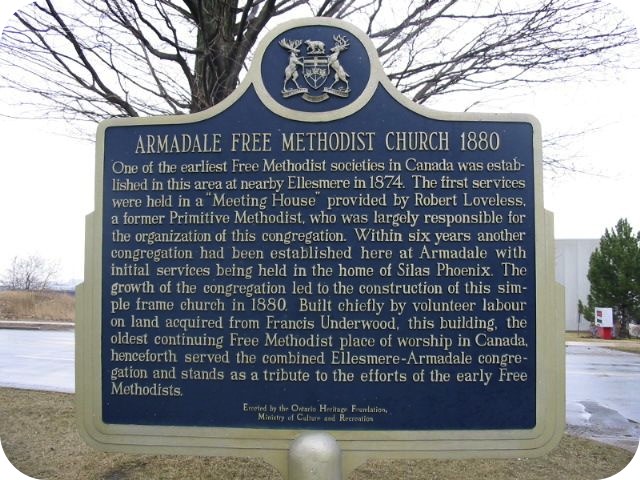 ARMADALE FREE METHODIST CHURCH 1880
One of the earliest Free Methodist societies in Canada was estab-
lished in this area at nearby Ellesmere in 1874. The first services
were held in a "Meeting House" provided by Robert Loveless,
a former Primitive Methodist, who was largely responsible for
the organization of this congregation. Within six years another
congregation had been established here at Armadale with
initial services being held in the home of Silas Phoenix. The
growth of the congregation led to the construction of this sim-
ple frame church in 1880. Built chiefly by volunteer labour
on land acquired from Francis Underwood, this building, the
oldest continuing Free Methodist place of worship in Canada,
henceforth served the combined Ellesmere-Armadale congre-
gation and stands as a tribute to the efforts of the early Free
Methodists.
Erected by the Ontario Heritage Foundation,
Ministry of Culture and Recreation